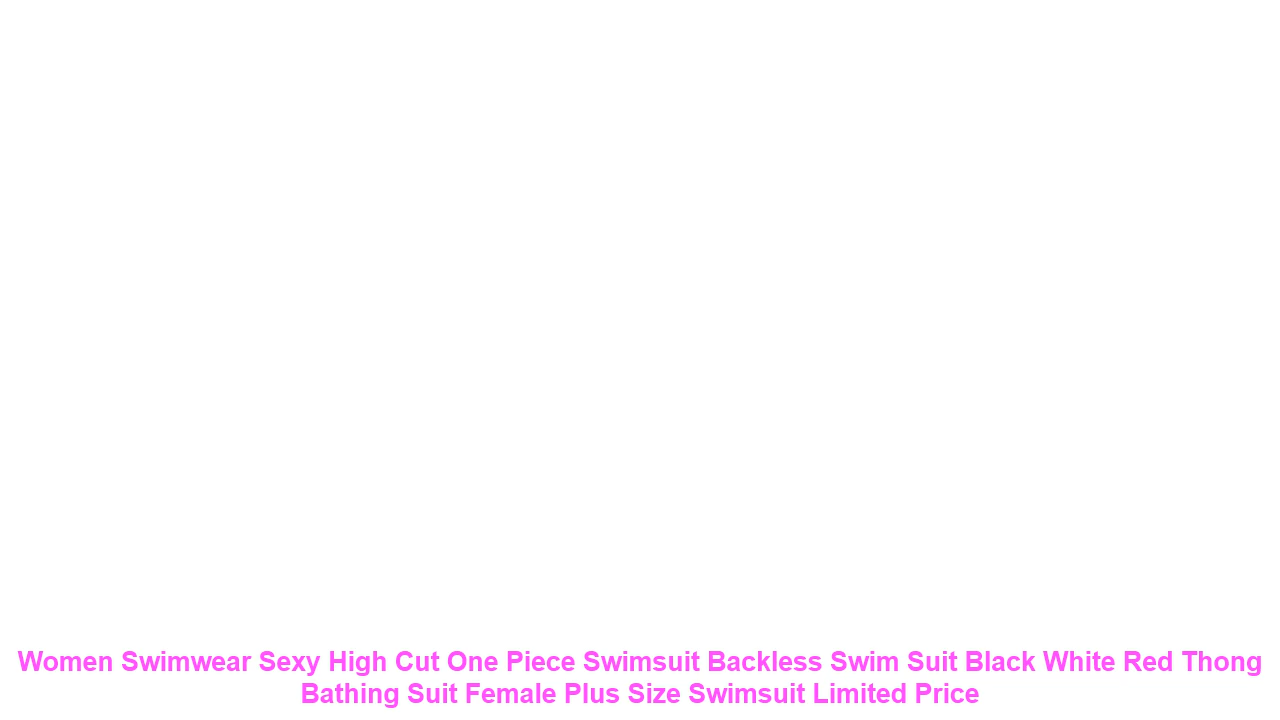 Women Swimwear Sexy High Cut One Piece Swimsuit Backless Swim Suit Black White Red Thong
Bathing Suit Female Plus Size Swimsuit Limited Price